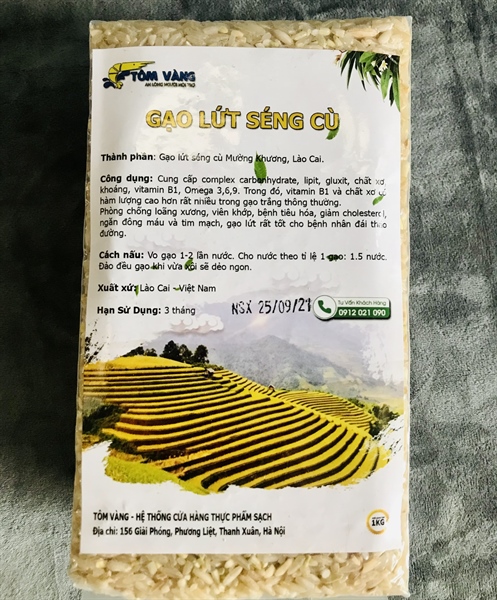 TÔM VÀNG
GẠO LỨT SÉNG CÙ
Thành phần: Gạo lứt séng cù Mường Khương, Lào Cai.
Công dụng: Cung cấp complex carbonhydrate, lipit, gluxit, chất xơ
khoáng, vitamin B1, Omega 3,6,9. Trong đó, vitamin B1 và chất xơ có
hàm lượng cao hơn rất nhiều trong gạo trắng thông thường.
Phòng chống loãng xương, viên khớp, bệnh tiêu hóa, giảm cholesterol,
ngăn đông máu và tim mạch, gạo lứt rất tốt cho bệnh nhân đái tháo
đường.
Cách nấu: Vo gạo 1-2 lần nước. Cho nước theo tỉ lệ 1 gạo: 1.5 nước.
Đảo đều gạo khi vừa sôi sẽ dẻo ngon.
Xuất xứ: Lào Cai - Việt Nam
Hạn Sử Dụng: 3 tháng
NSX 25/09/21
Tư Vấn Khách Hàng
0912 021 090
TÔM VÀNG - HỆ THỐNG CỬA HÀNG THỰC PHẨM SẠCH
Địa chỉ: 156 Giải Phóng, Phương Liệt, Thanh Xuân, Hà Nội
1KG